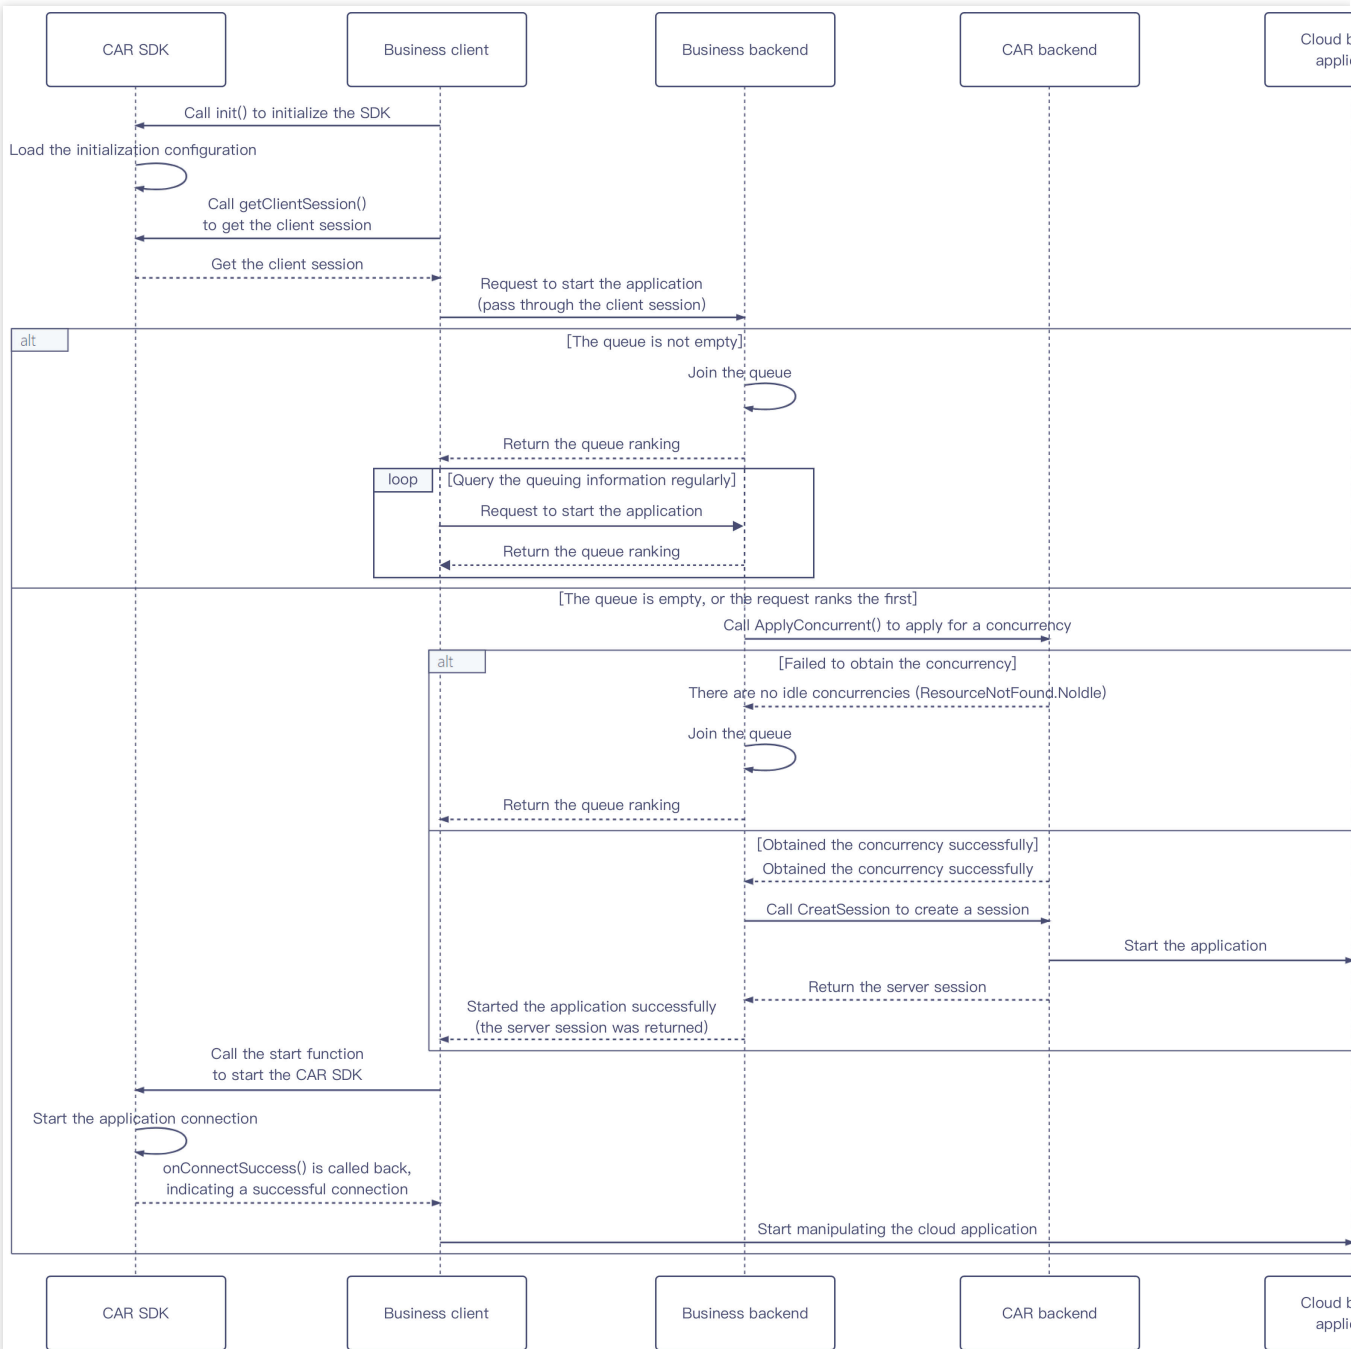 CAR SDK
Business client
Business backend
CAR backend
Cloud
Call init() to initialize the SDK
Load the initialization configuration
Call getClientSession()
to get the client session
Get the client session
Request to start the application
(pass through the client session)
alt
[The queue is not empty]
Join the queue
Return the queue ranking
loop
[Query the queuing information regularly]
Request to start the application
Return the queue ranking
[The queue is empty, or the request ranks the first]
Call ApplyConcurrent() to apply for a concurrency
alt
[Failed to obtain the concurrency]
There are no idle concurrencies (ResourceNotFound.NoIdle)
Join the queue
Return the queue ranking
[Obtained the concurrency successfully]
Obtained the concurrency successfully
Call CreatSession to create a session
Start the application
Return the server session
Started the application successfully
(the server session was returned)
Call the start function
to start the CAR SDK
Start the application connection
onConnectSuccess() is called back,
indicating a successful connection
Start manipulating the cloud application
CAR SDK
Business client
Business backend
CAR backend
Cloud